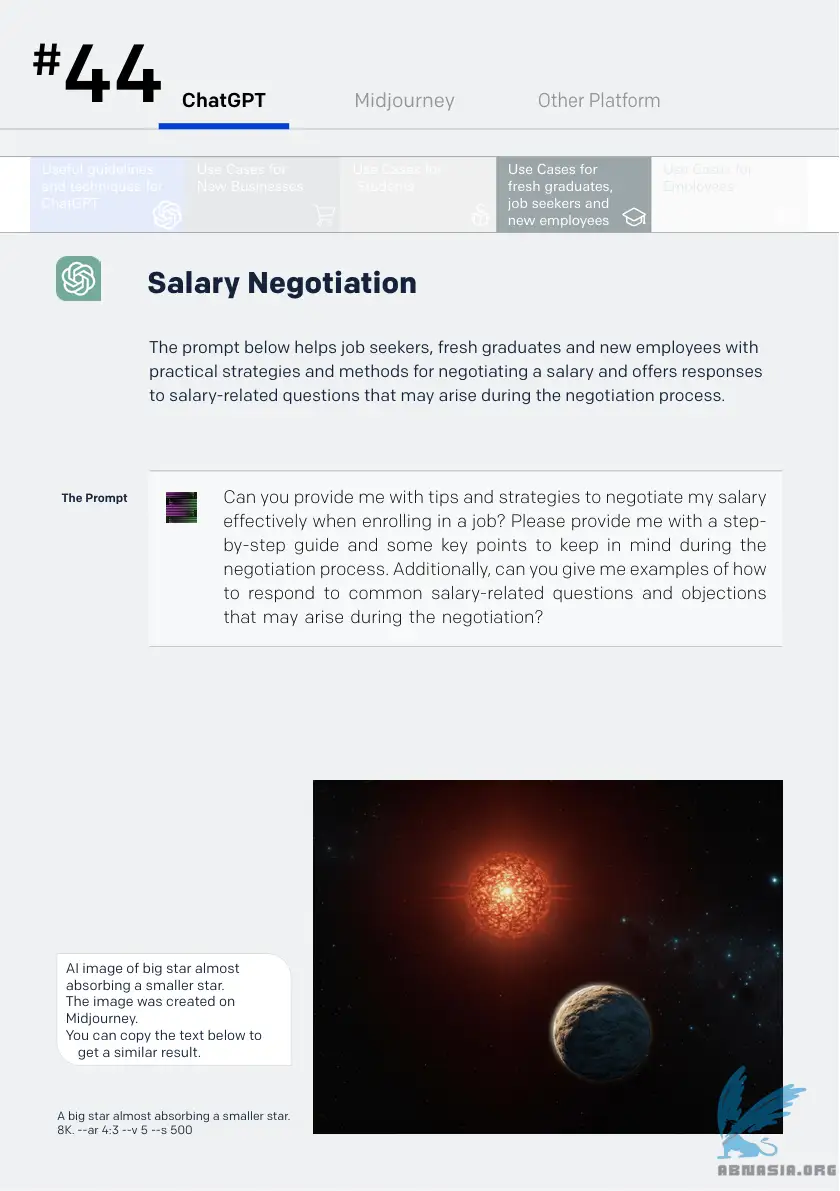 #44
ChatGPT
Midjourney
Other Platform
Useful guidelines
and techniques for
ChatGPT
Use Cases for
New Businesses
Use Cases for
Students
Use Cases for
fresh graduates,
job seekers and
new employees
Use Cases for
Employees
Salary Negotiation
The prompt below helps job seekers, fresh graduates and new employees with
practical strategies and methods for negotiating a salary and offers responses
to salary-related questions that may arise during the negotiation process.
The Prompt
Can you provide me with tips and strategies to negotiate my salary
effectively when enrolling in a job? Please provide me with a step-
by-step guide and some key points to keep in mind during the
negotiation process. Additionally, can you give me examples of how
to respond to common salary-related questions and objections
that may arise during the negotiation?
AI image of big star almost
absorbing a smaller star.
The image was created on
Midjourney.
You can copy the text below to
get a similar result.
A big star almost absorbing a smaller star.
8K. --ar 4:3 --v 5 --s 500
ABNASIA.ORG